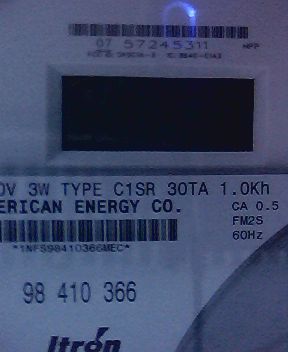 07 57245311
0V 3W TYPE C1SR 30TA 1.0Kh
ERICAN ENERGY CO. CA 0.5
FM2S
60Hz
*1NFS98410366MEC*
98 410 366
Itron